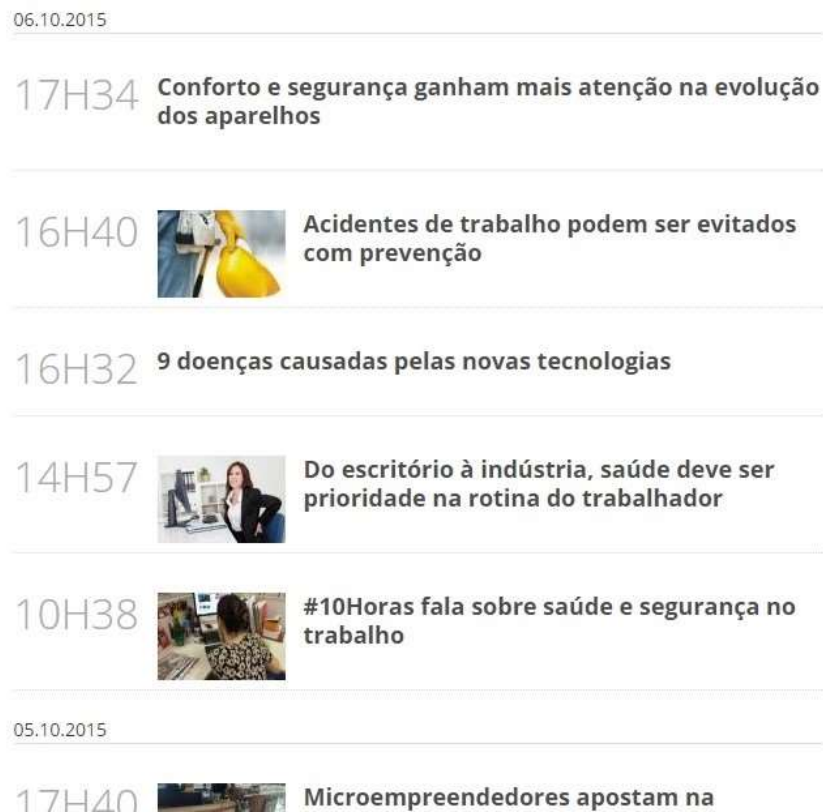 06.10.2015
17H34
Conforto e segurança ganham mais atenção na evolução
dos aparelhos
16H40
Acidentes de trabalho podem ser evitados
com prevenção
16H32
9 doenças causadas pelas novas tecnologias
14H57
Do escritório à indústria, saúde deve ser
prioridade na rotina do trabalhador
10H38
#10Horas fala sobre saúde e segurança no
trabalho
05.10.2015
17H40
Microempreendedores apostam na